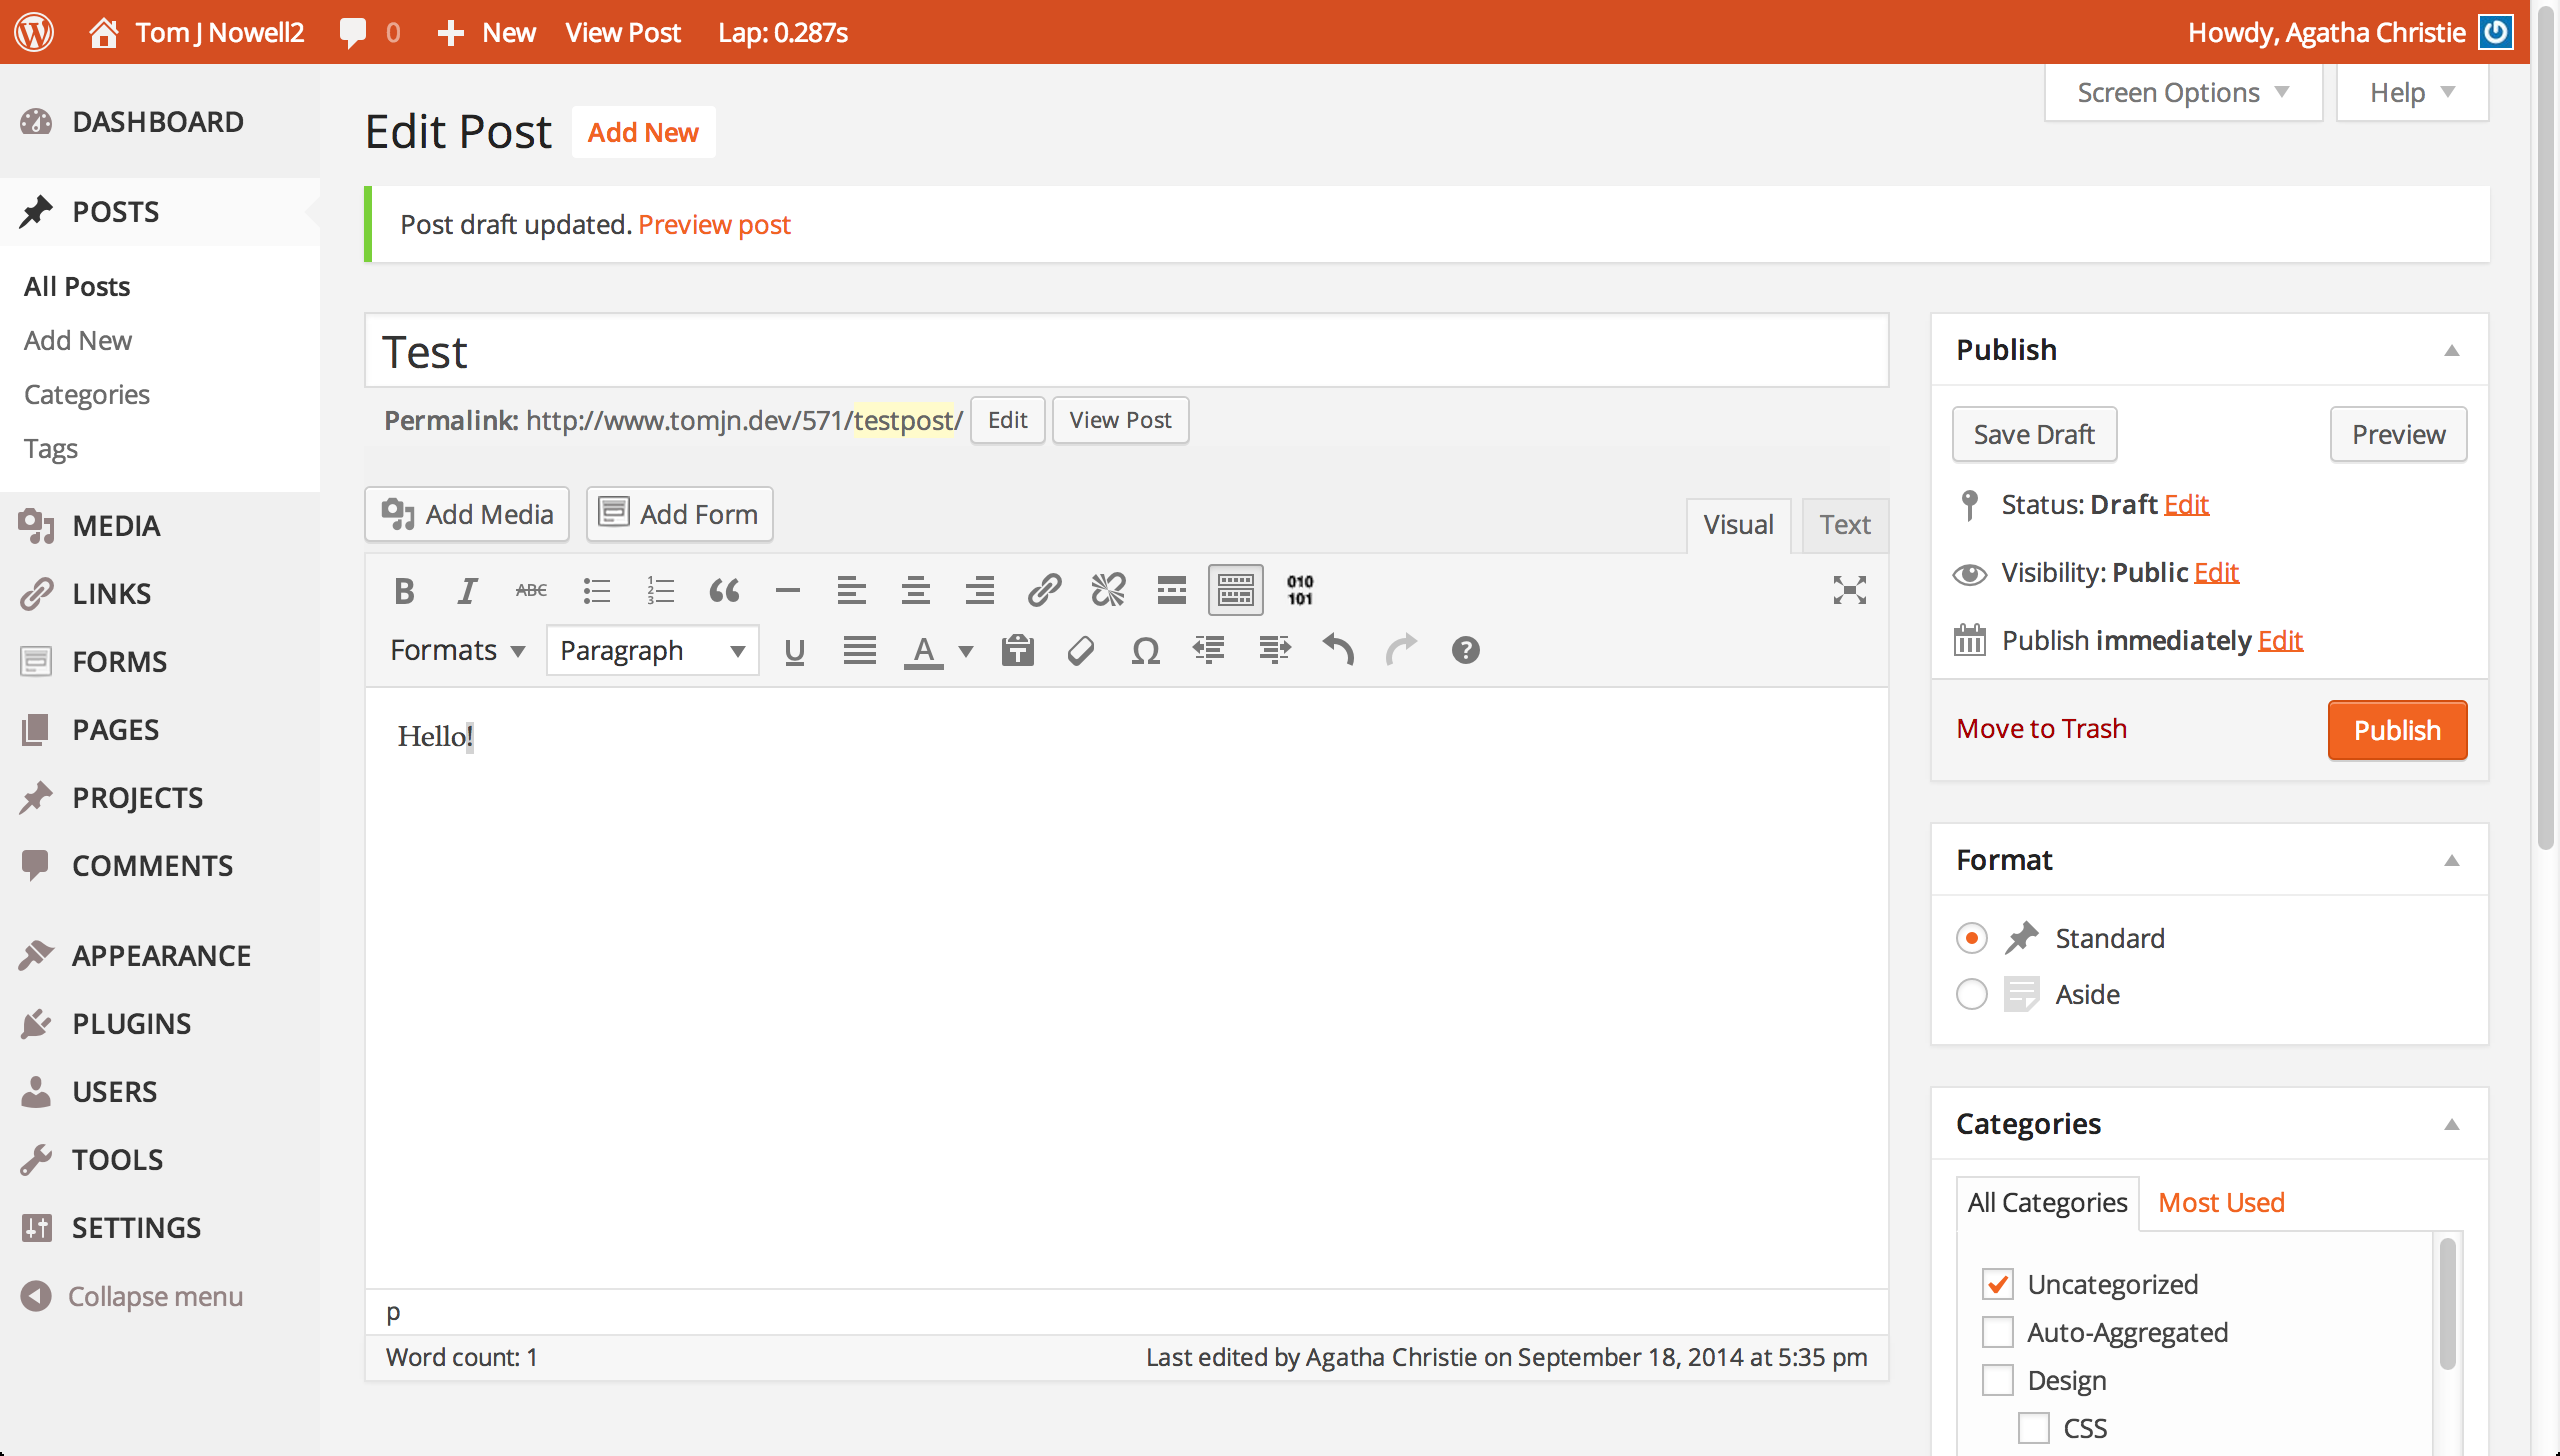 Tom J Nowell2 0 New View Post Lap: 0.287s Howdy, Agatha Christie
Screen Options Help
DASHBOARD
POSTS
All Posts
Add New
Categories
Tags
MEDIA
LINKS
FORMS
PAGES
PROJECTS
COMMENTS
APPEARANCE
PLUGINS
USERS
TOOLS
SETTINGS
Collapse menu
Edit Post Add New
Post draft updated. Preview post
Test
Permalink: http://www.tomjn.dev/571/testpost/ Edit View Post
Add Media Add Form Visual Text
B I ABC 010 101
Formats Paragraph U A Ω ?
Hello!
p
Word count: 1 Last edited by Agatha Christie on September 18, 2014 at 5:35 pm
Publish
Save Draft Preview
Status: Draft Edit
Visibility: Public Edit
Publish immediately Edit
Move to Trash Publish
Format
Standard
Aside
Categories
All Categories Most Used
Uncategorized
Auto-Aggregated
Design
CSS